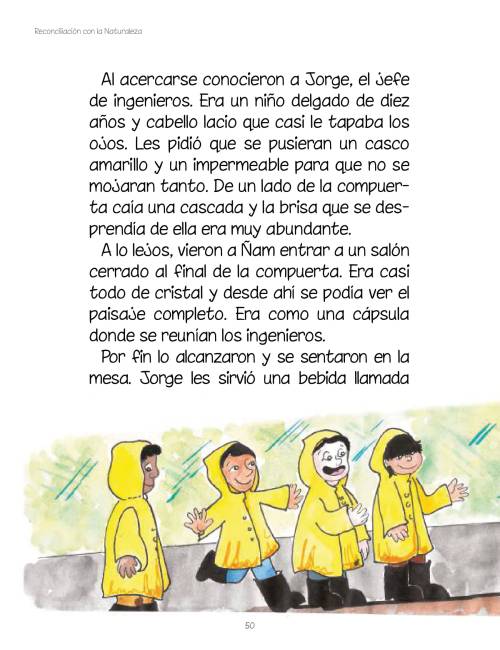 Reconciliación con la Naturaleza
Al acercarse conocieron a Jorge, el jefe
de ingenieros. Era un niño delgado de diez
años y cabello lacio que casi le tapaba los
ojos. Les pidió que se pusieran un casco
amarillo y un impermeable para que no se
mojaran tanto. De un lado de la compuer-
ta caía una cascada y la brisa que se des-
prendía de ella era muy abundante.
A lo lejos, vieron a Ñam entrar a un salón
cerrado al final de la compuerta. Era casi
todo de cristal y desde ahí se podía ver el
paisaje completo. Era como una cápsula
donde se reunían los ingenieros.
Por fin lo alcanzaron y se sentaron en la
mesa. Jorge les sirvió una bebida llamada
50